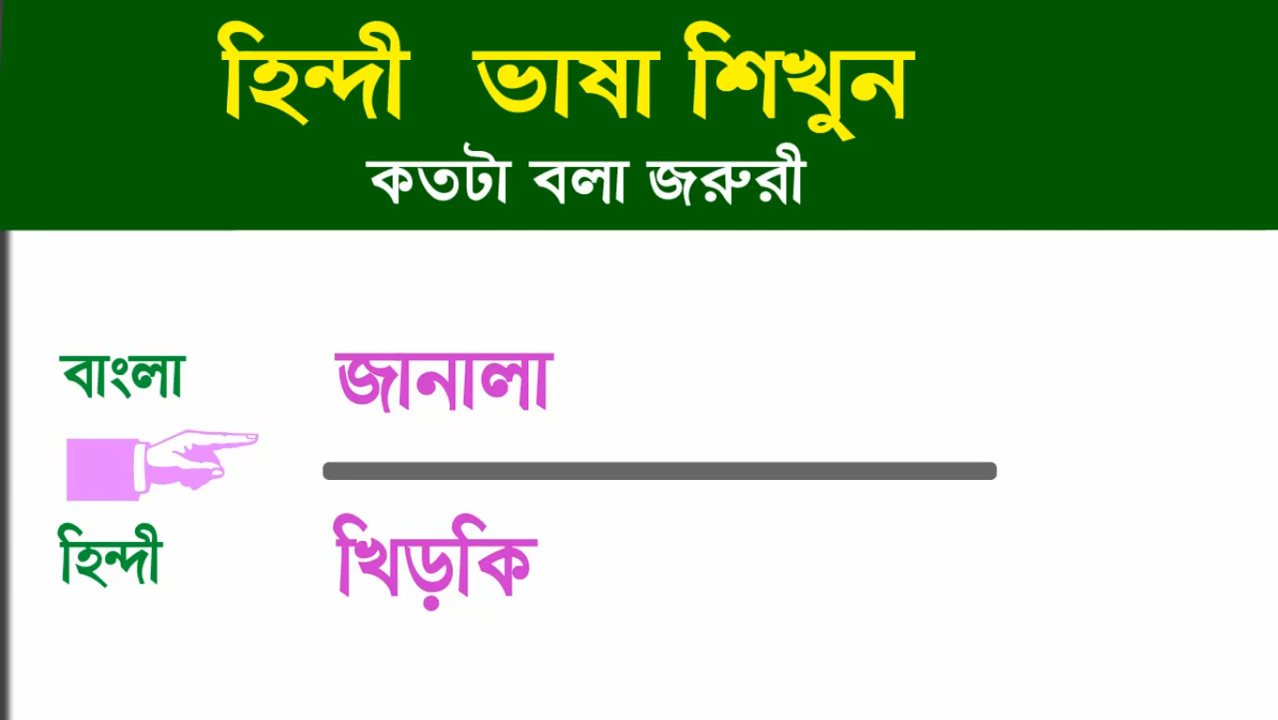 হিন্দী ভাষা শিখুন
কতটা বলা জরুরী
বাংলা
জানালা
হিন্দী
খিড়কি